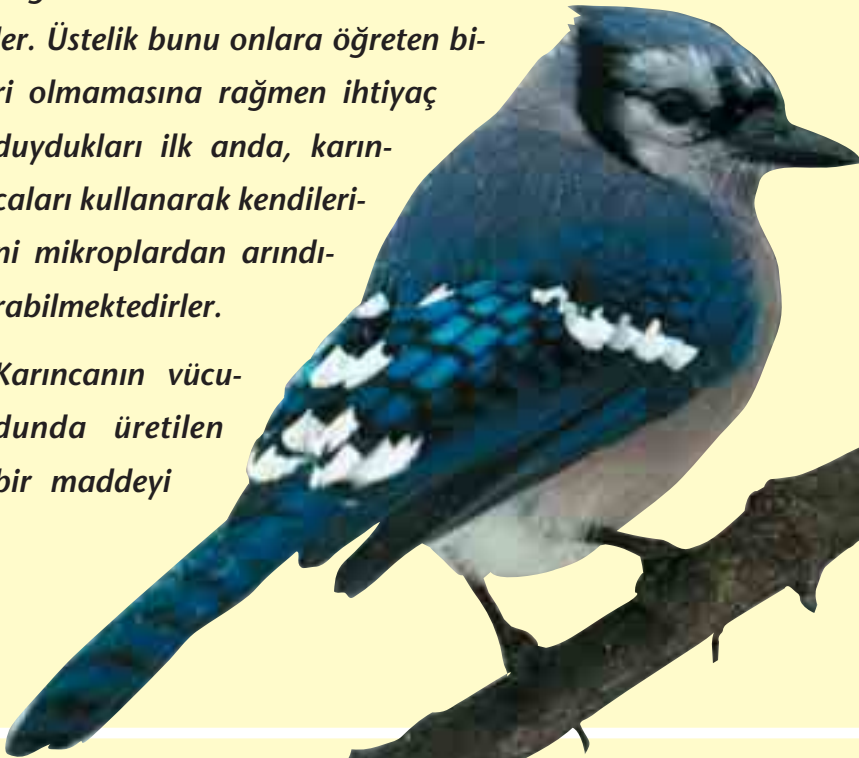 ler. Üstelik bunu onlara öğreten bi-
ri olmamasına rağmen ihtiyaç
duydukları ilk anda, karın-
caları kullanarak kendileri-
ni mikroplardan arındı-
rabilmektedirler.
Karıncanın vücu-
dunda üretilen
bir maddeyi